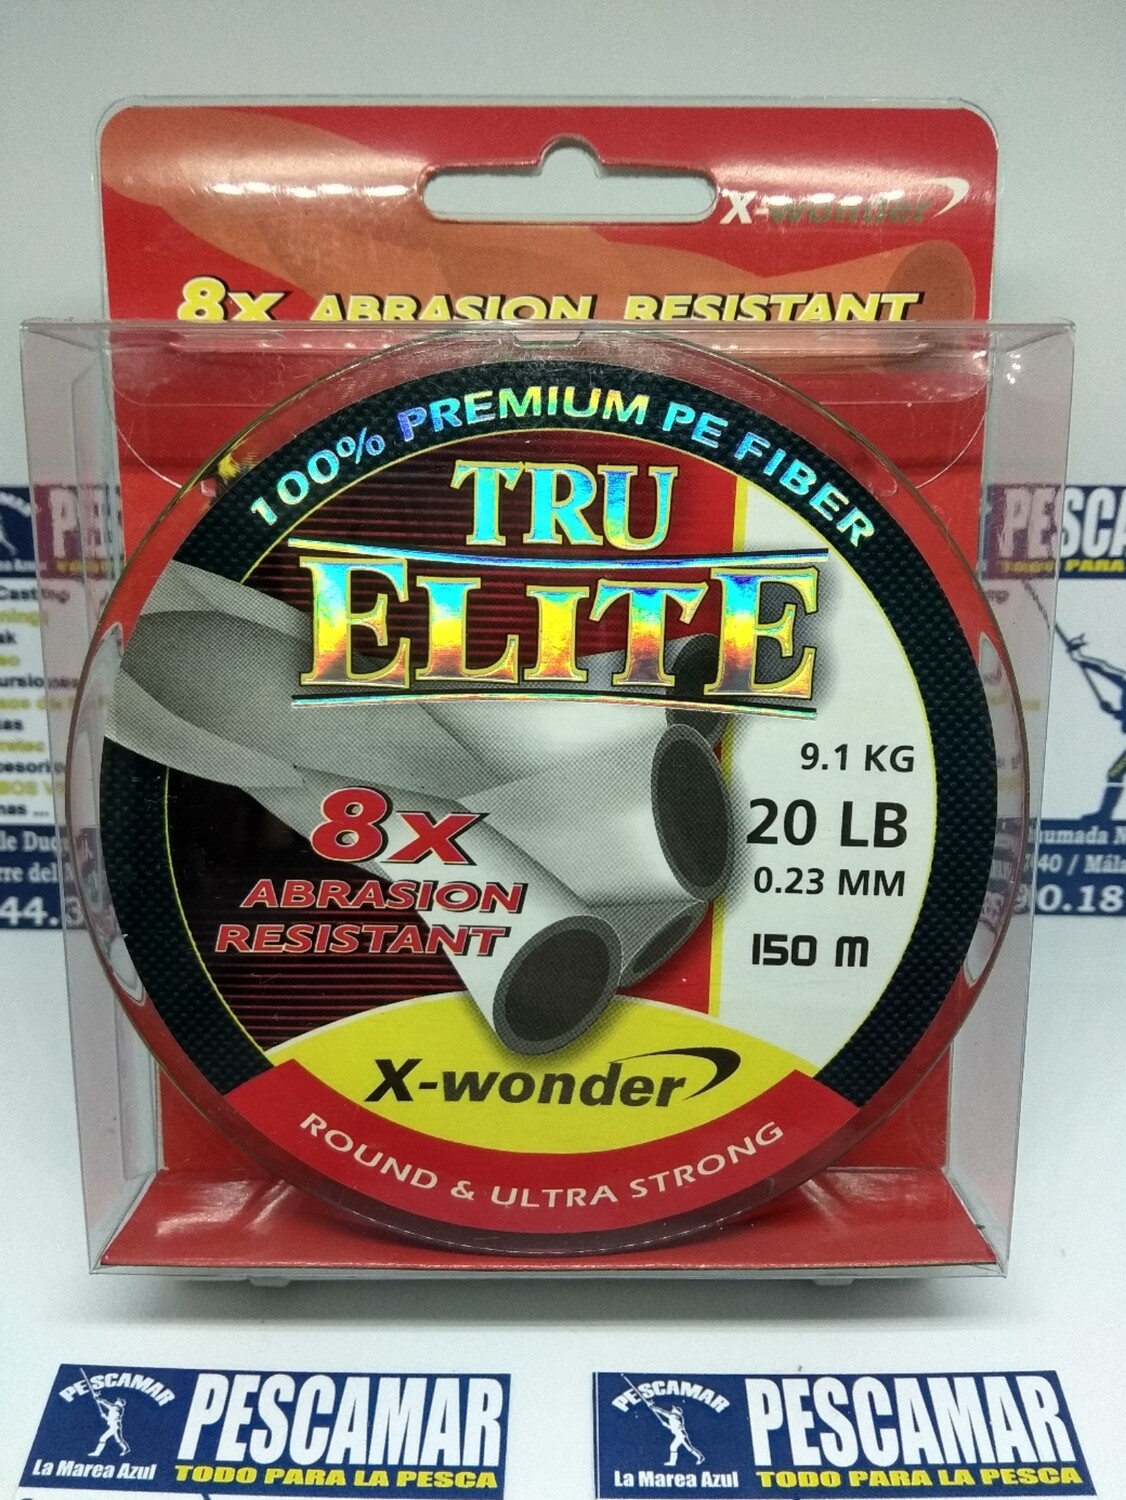 X-wonder
8X ABRASION RESISTANT
100% PREMIUM PE FIBER
TRU
ELITE
9.1 KG
20 LB
0.23 MM
150 m
8X
ABRASION
RESISTANT
X-wonder
ROUND & ULTRA STRONG
PESCAMAR
La Marea Azul
PESCAMAR
TODO PARA LA PESCA
PESCAMAR
La Marea Azul
PESCAMAR
TODO PARA LA PESCA